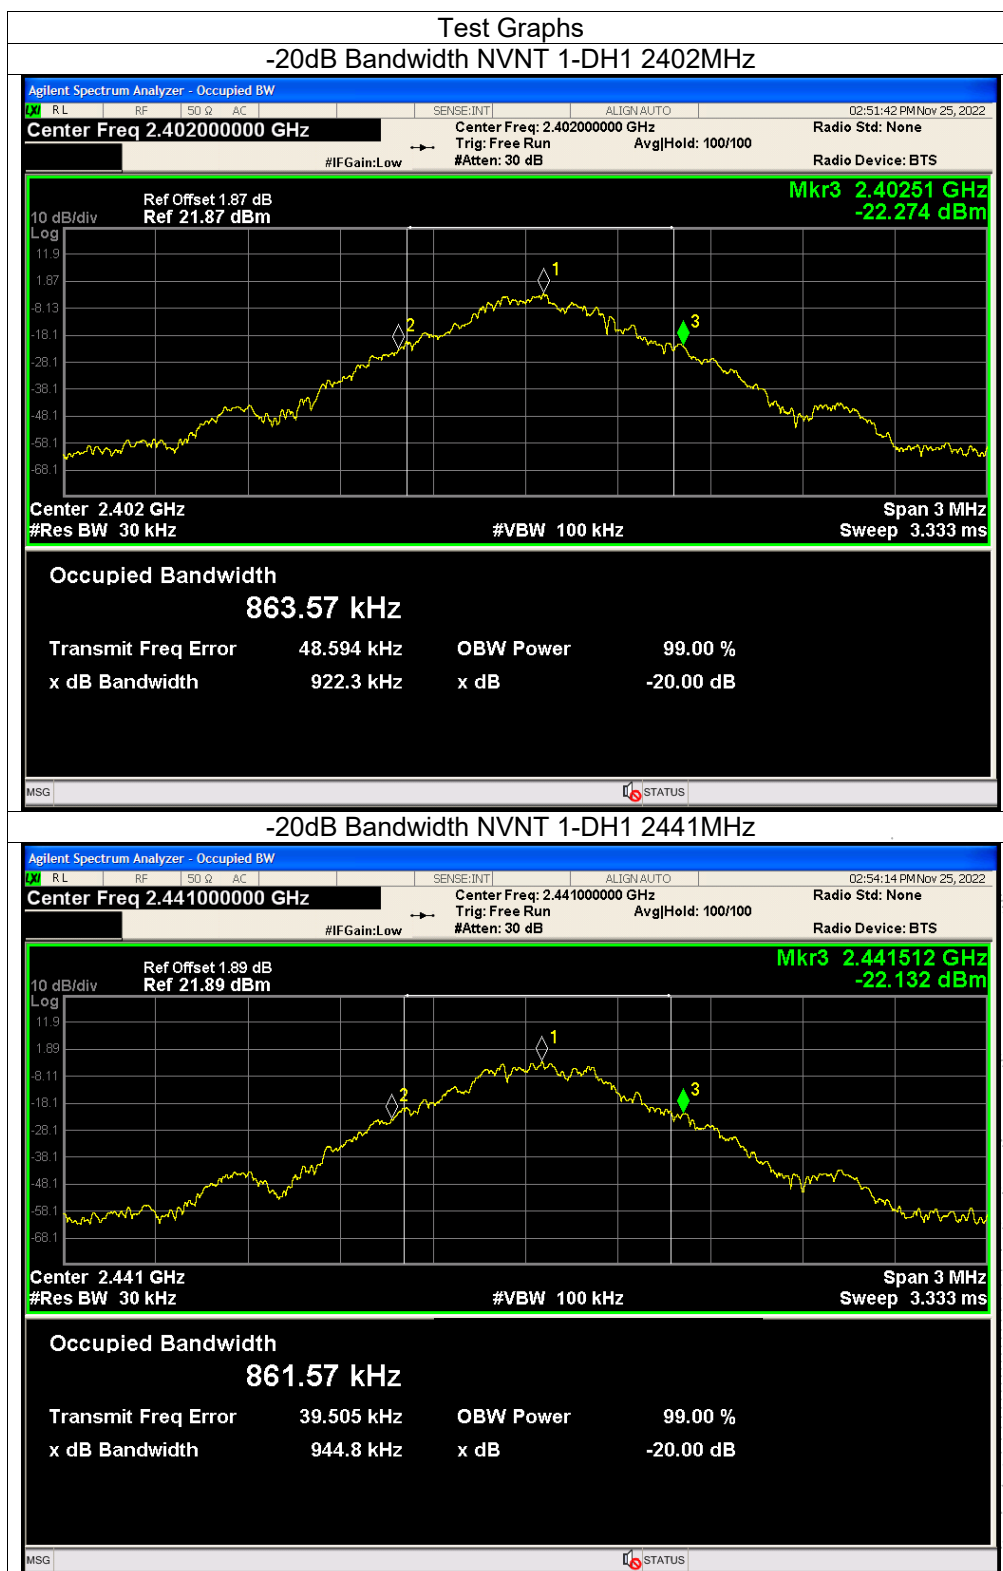 Test Graphs
-20dB Bandwidth NVNT 1-DH1 2402MHz
Agilent Spectrum Analyzer - Occupied BW
LXI RL RF 50 Ω AC SENSE:INT ALIGN AUTO 02:51:42 PM Nov 25, 2022
Center Freq 2.402000000 GHz Center Freq: 2.402000000 GHz Radio Std: None
Trig: Free Run Avg|Hold: 100/100
#IFGain:Low #Atten: 30 dB Radio Device: BTS
Mkr3 2.40251 GHz
Ref Offset 1.87 dB
10 dB/div Ref 21.87 dBm -22.274 dBm
Log
11.9
1.87
-8.13
-18.1
-28.1
-38.1
-48.1
-58.1
-68.1
1
2
3
Center 2.402 GHz Span 3 MHz
#Res BW 30 kHz #VBW 100 kHz Sweep 3.333 ms
Occupied Bandwidth
863.57 kHz
Transmit Freq Error 48.594 kHz OBW Power 99.00 %
x dB Bandwidth 922.3 kHz x dB -20.00 dB
MSG STATUS
-20dB Bandwidth NVNT 1-DH1 2441MHz
Agilent Spectrum Analyzer - Occupied BW
LXI RL RF 50 Ω AC SENSE:INT ALIGN AUTO 02:54:14 PM Nov 25, 2022
Center Freq 2.441000000 GHz Center Freq: 2.441000000 GHz Radio Std: None
Trig: Free Run Avg|Hold: 100/100
#IFGain:Low #Atten: 30 dB Radio Device: BTS
Mkr3 2.441512 GHz
Ref Offset 1.89 dB
10 dB/div Ref 21.89 dBm -22.132 dBm
Log
11.9
1.89
-8.11
-18.1
-28.1
-38.1
-48.1
-58.1
-68.1
1
2
3
Center 2.441 GHz Span 3 MHz
#Res BW 30 kHz #VBW 100 kHz Sweep 3.333 ms
Occupied Bandwidth
861.57 kHz
Transmit Freq Error 39.505 kHz OBW Power 99.00 %
x dB Bandwidth 944.8 kHz x dB -20.00 dB
MSG STATUS